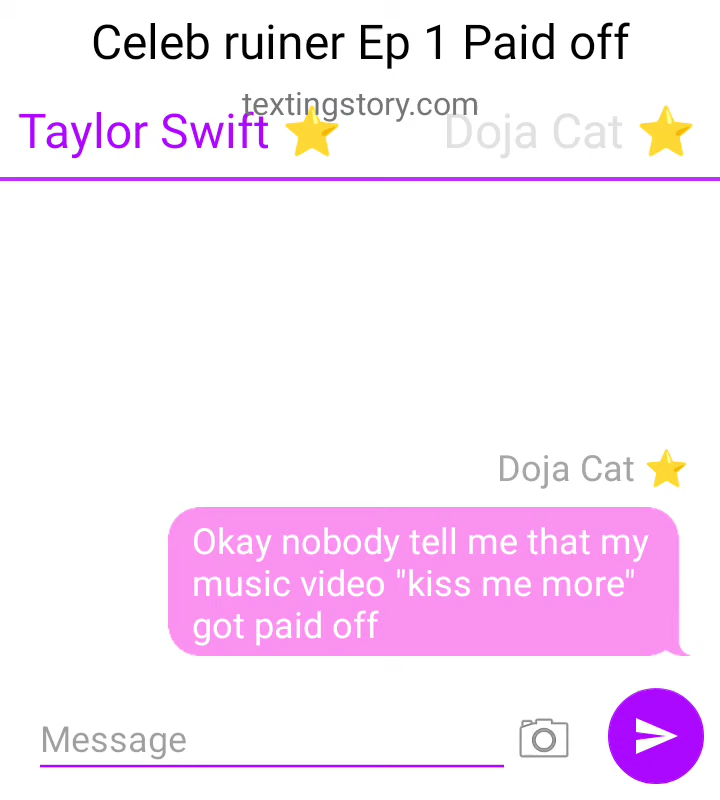 Celeb ruiner Ep 1 Paid off
textingstory.com
Taylor Swift ⭐ Doja Cat ⭐
Doja Cat ⭐
Okay nobody tell me that my
music video "kiss me more"
got paid off
Message